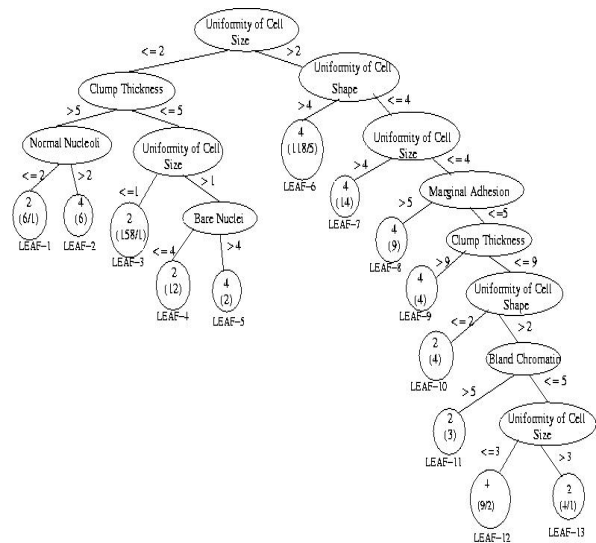 Uniformity of Cell
Size
<=2
>2
Clump Thickness
Uniformity of Cell
Shape
>5
<=5
>4
<=4
Normal Nucleoli
Uniformity of Cell
Size
4
(118/5)
LEAF-6
Uniformity of Cell
Size
<=2
>2
<=1
>1
>4
<=4
2
(6/1)
LEAF-1
4
(6)
LEAF-2
2
(158/1)
LEAF-3
Bare Nuclei
4
(14)
LEAF-7
Marginal Adhesion
<=4
>4
>5
<=5
2
(12)
LEAF-4
4
(2)
LEAF-5
4
(9)
LEAF-8
Clump Thickness
>9
<=9
4
(4)
LEAF-9
Uniformity of Cell
Shape
<=2
>2
2
(4)
LEAF-10
Bland Chromatin
>5
<=5
2
(3)
LEAF-11
Uniformity of Cell
Size
<=3
>3
4
(9/2)
LEAF-12
2
(4/1)
LEAF-13